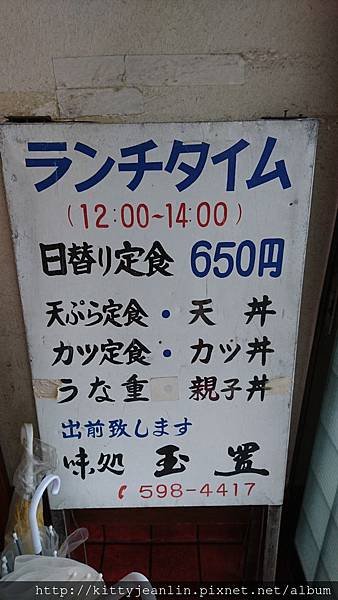 ランチタイム
(12:00~14:00)
日替り定食 650円
天ぷら定食・天丼
カツ定食・カツ丼
うな重 親子丼
出前致します
味処 玉置
598-4417
http://kittyjeanlin.pixnet.net/album